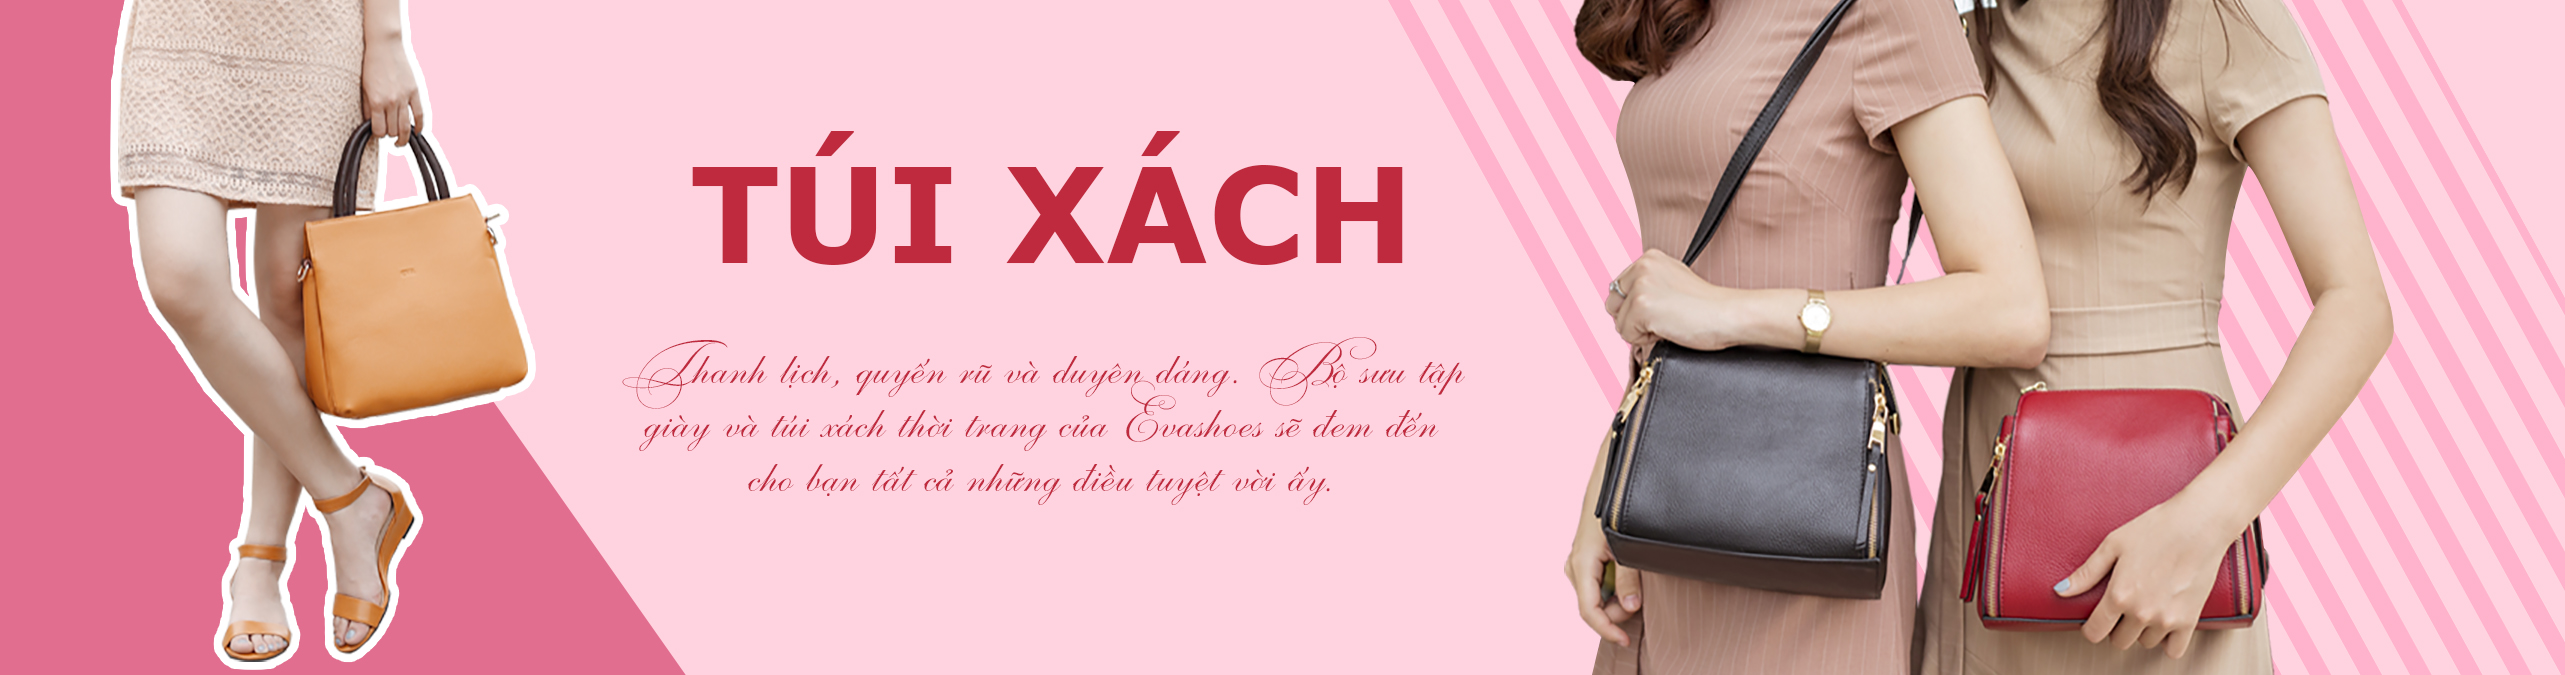 TÚI XÁCH
Thanh lịch, quyến rũ và duyên dáng. Bộ sưu tập
giày và túi xách thời trang của Evashoes sẽ đem đến
cho bạn tất cả những điều tuyệt vời ấy.